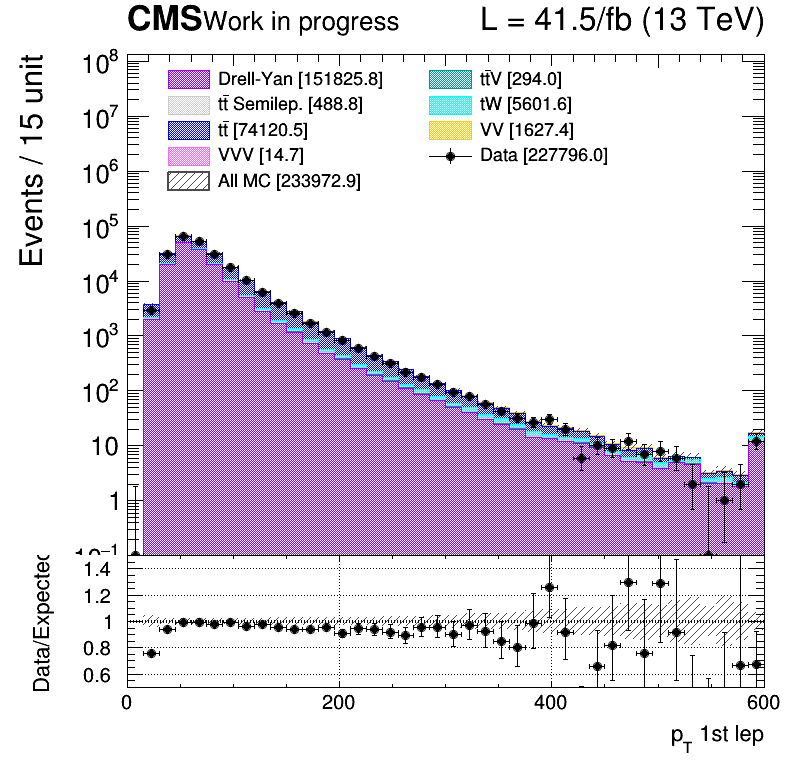 CMS Work in progress L = 41.5/fb (13 TeV)
Events / 15 unit
10⁸
10⁷
10⁶
10⁵
10⁴
10³
10²
10
1
10⁻¹
Drell-Yan [151825.8]
tt̄ Semilep. [488.8]
tt̄ [74120.5]
VVV [14.7]
All MC [233972.9]
tt̄V [294.0]
tW [5601.6]
VV [1627.4]
Data [227796.0]
Data/Expected
1.4
1.2
1
0.8
0.6
0 200 400 600
p_T 1st lep